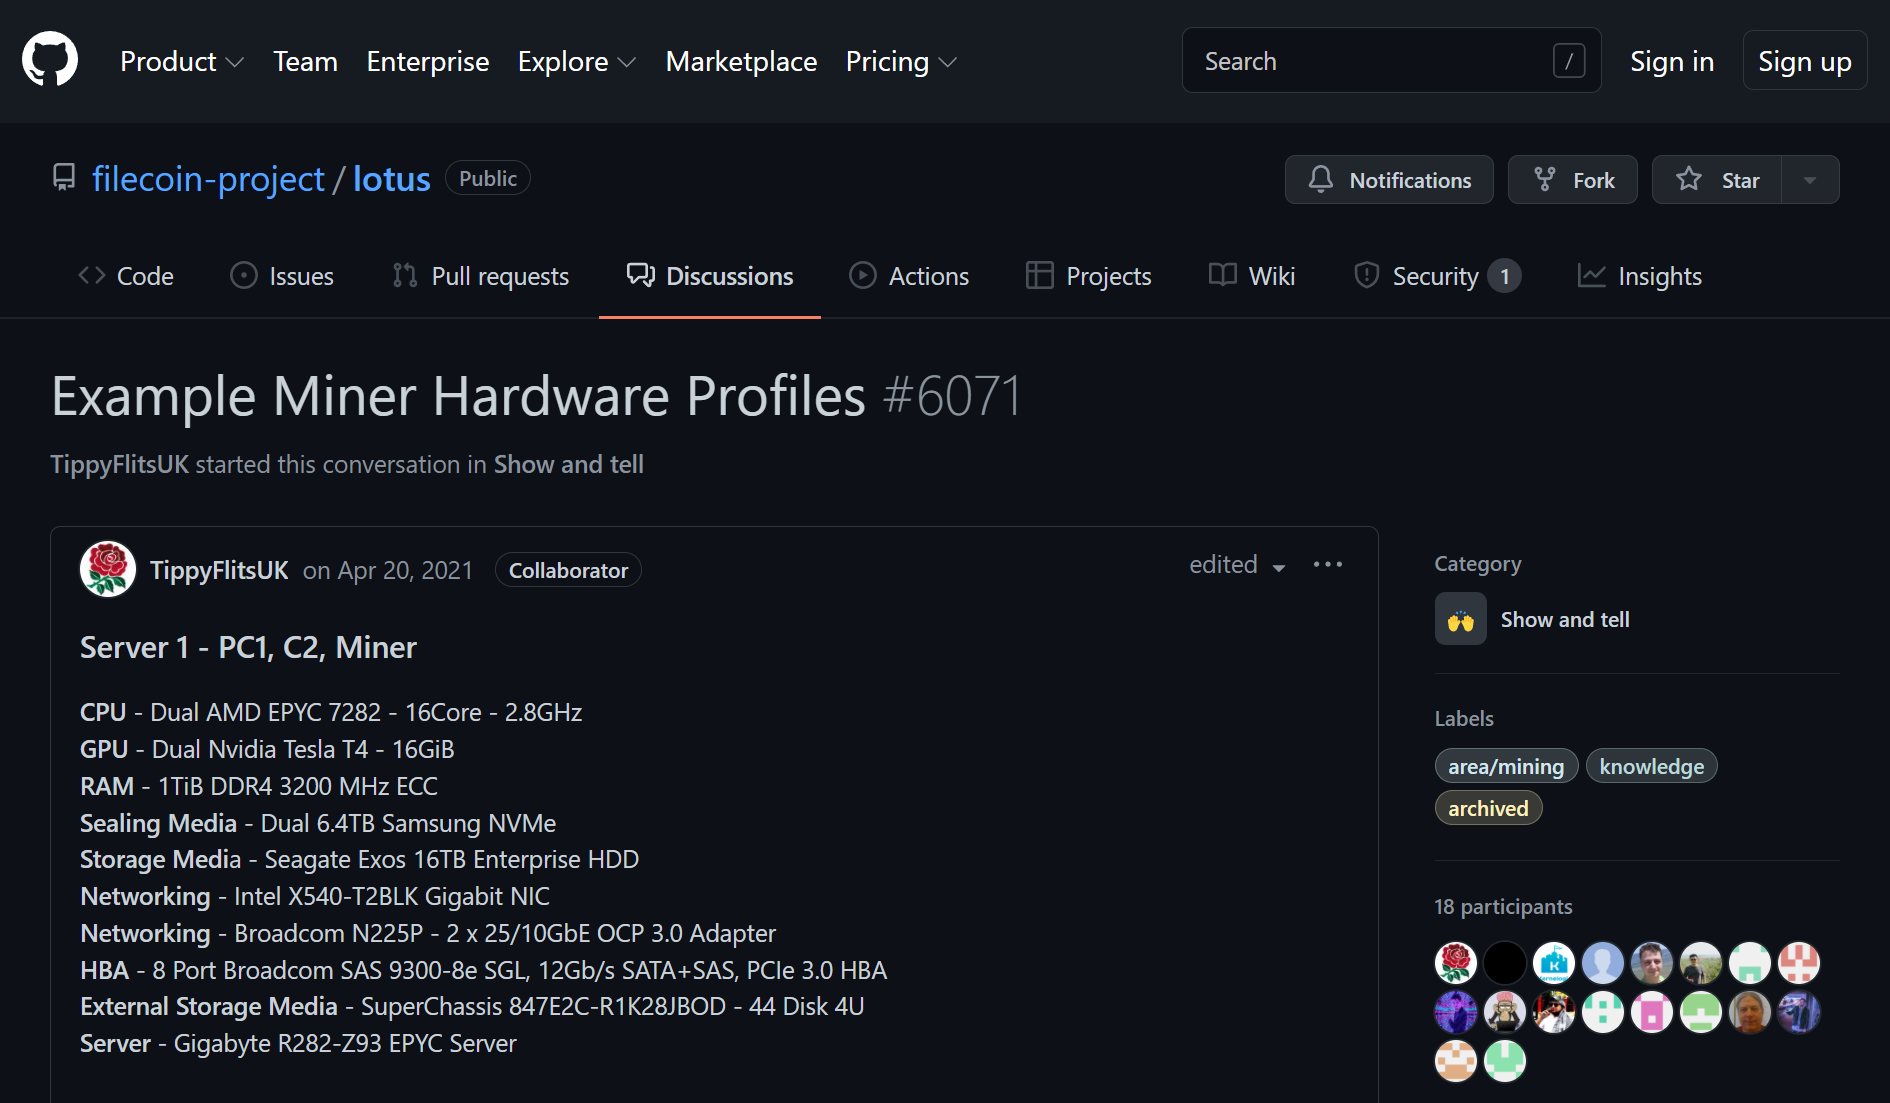 Product Team Enterprise Explore Marketplace Pricing Search / Sign in Sign up
filecoin-project / lotus Public Notifications Fork Star
Code Issues Pull requests Discussions Actions Projects Wiki Security 1 Insights
Example Miner Hardware Profiles #6071
TippyFlitsUK started this conversation in Show and tell
TippyFlitsUK on Apr 20, 2021 Collaborator edited
Server 1 - PC1, C2, Miner
CPU - Dual AMD EPYC 7282 - 16Core - 2.8GHz
GPU - Dual Nvidia Tesla T4 - 16GiB
RAM - 1TiB DDR4 3200 MHz ECC
Sealing Media - Dual 6.4TB Samsung NVMe
Storage Media - Seagate Exos 16TB Enterprise HDD
Networking - Intel X540-T2BLK Gigabit NIC
Networking - Broadcom N225P - 2 x 25/10GbE OCP 3.0 Adapter
HBA - 8 Port Broadcom SAS 9300-8e SGL, 12Gb/s SATA+SAS, PCIe 3.0 HBA
External Storage Media - SuperChassis 847E2C-R1K28JBOD - 44 Disk 4U
Server - Gigabyte R282-Z93 EPYC Server
Category
Show and tell
Labels
area/mining knowledge
archived
18 participants